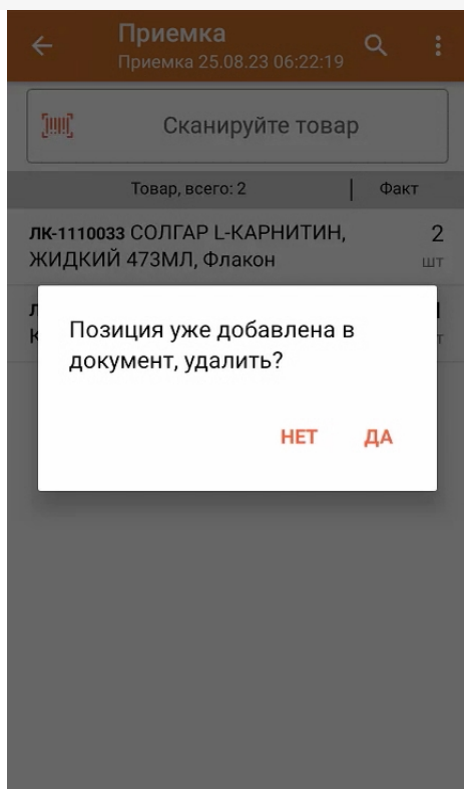 Приемка
Приемка 25.08.23 06:22:19
Сканируйте товар
Товар, всего: 2 | Факт
ЛК-1110033 СОЛГАР L-КАРНИТИН, 2
ЖИДКИЙ 473МЛ, Флакон шт
Позиция уже добавлена в
документ, удалить?
НЕТ ДА